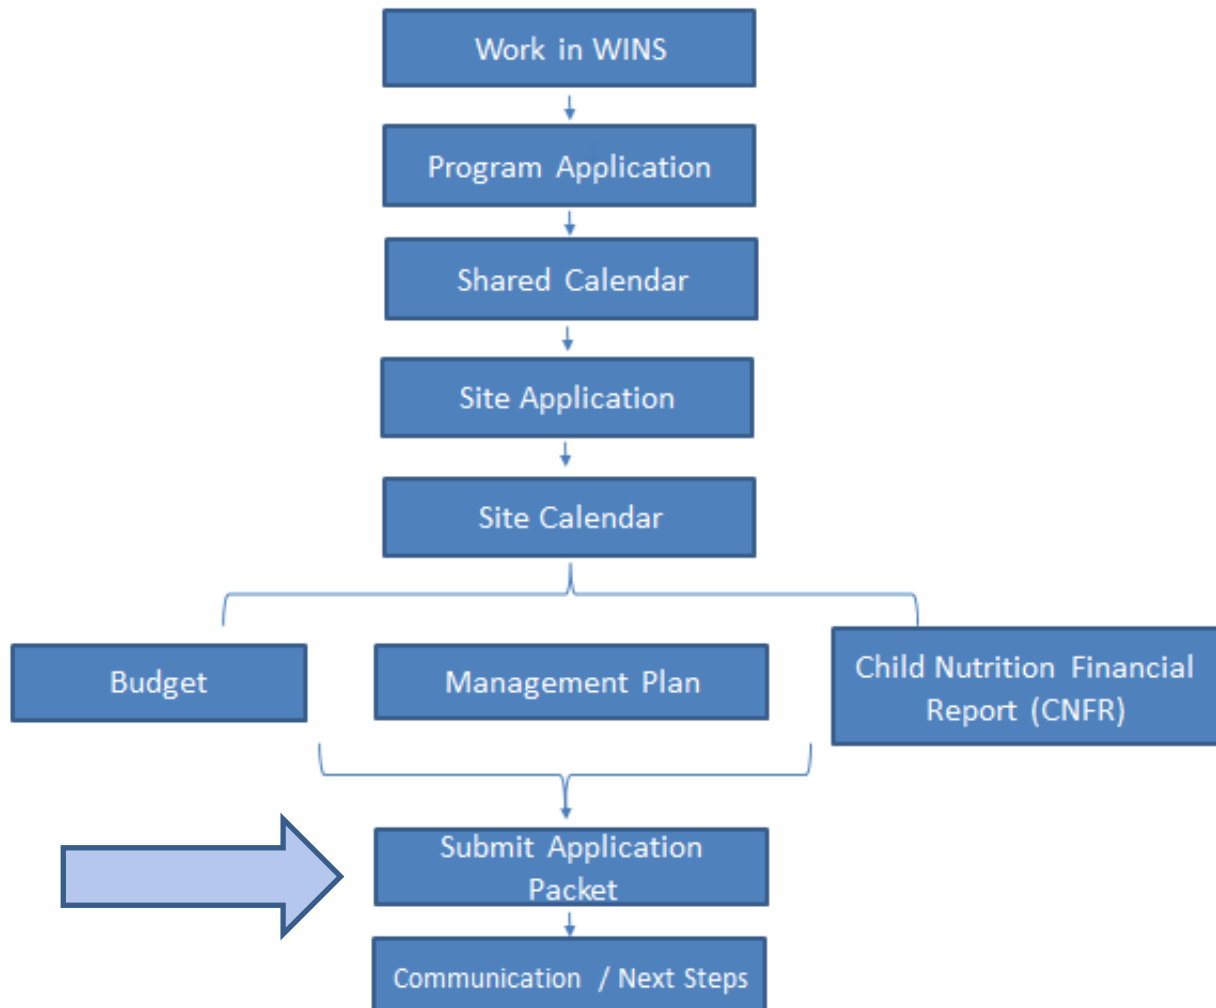 Work in WINS
Program Application
Shared Calendar
Site Application
Site Calendar
Budget
Management Plan
Child Nutrition Financial
Report (CNFR)
Submit Application
Packet
Communication / Next Steps